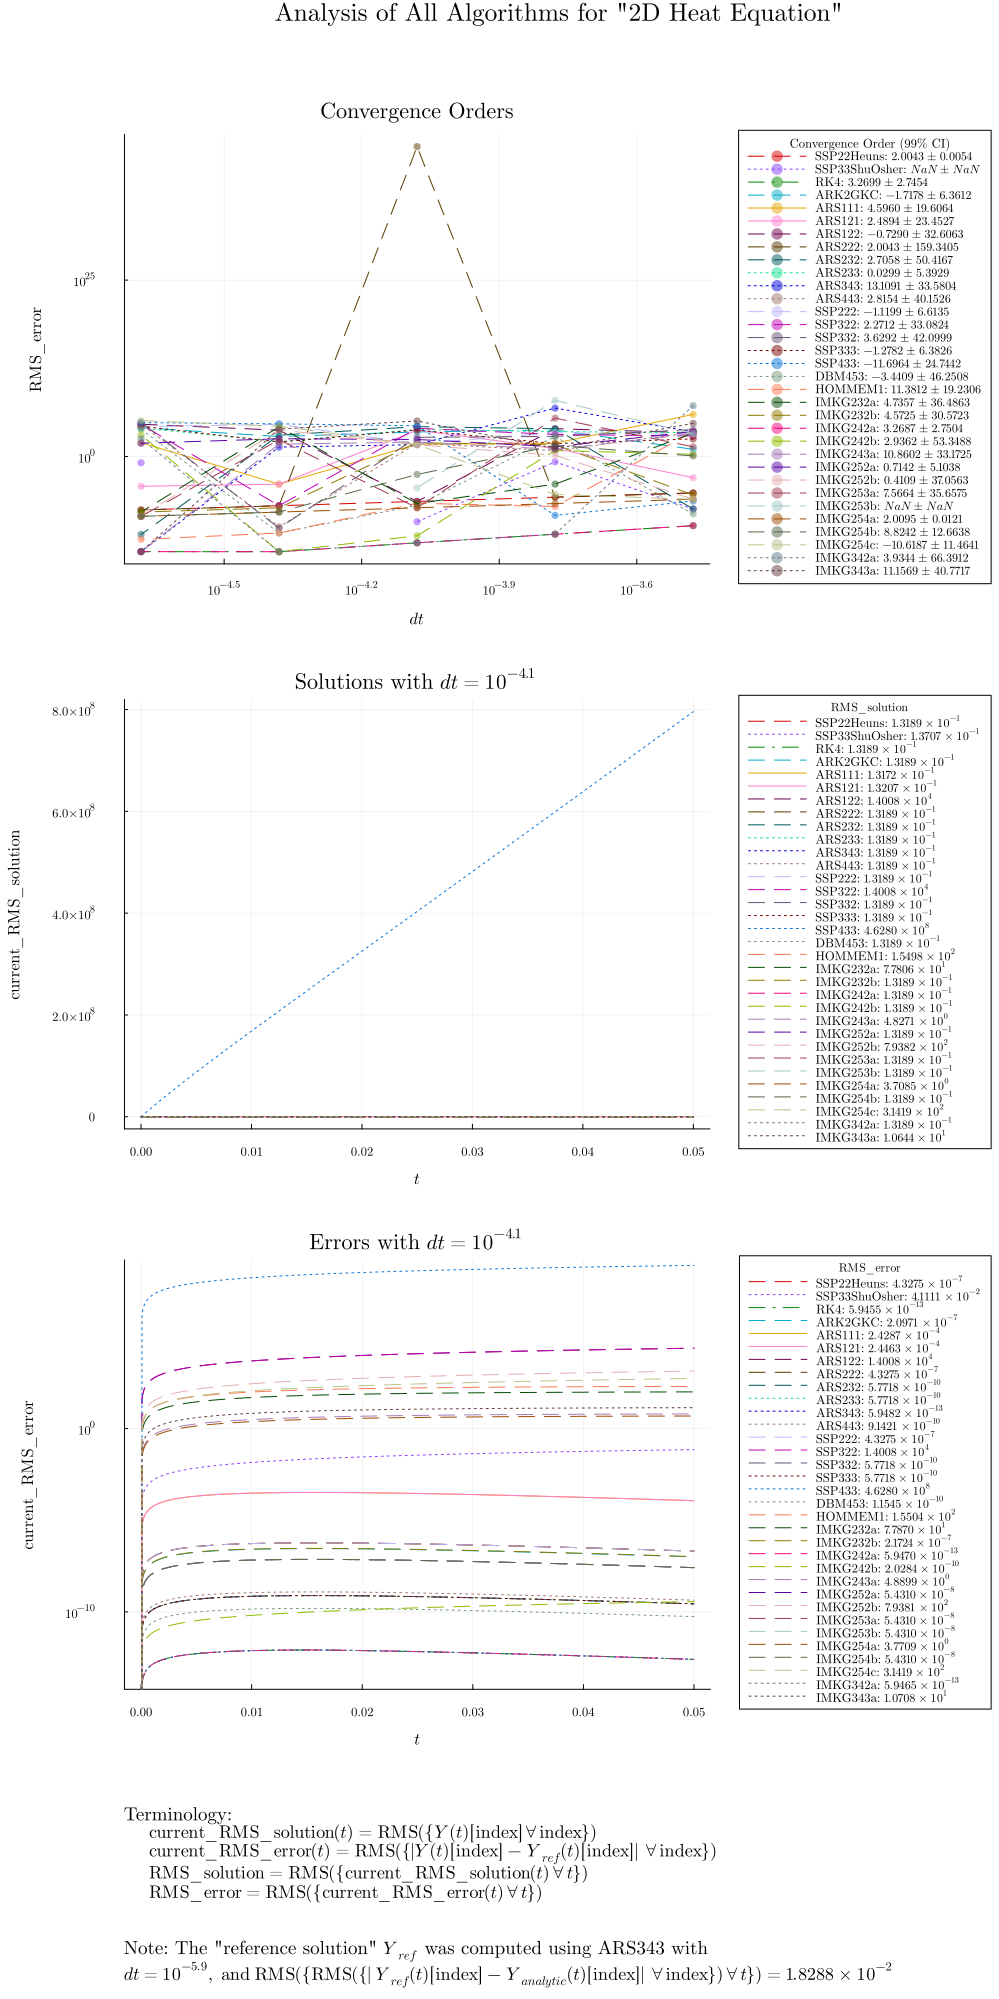 Analysis of All Algorithms for "2D Heat Equation"
Convergence Orders
RMS_error
10^25
10^0
10^−4.5 10^−4.2 10^−3.9 10^−3.6
dt
Convergence Order (99% CI)
SSP22Heuns: 2.0043 ± 0.0054
SSP33ShuOsher: NaN ± NaN
RK4: 3.2699 ± 2.7454
ARK2GKC: −1.7178 ± 6.3612
ARS111: 4.5960 ± 19.6064
ARS121: 2.4894 ± 23.4527
ARS122: −0.7290 ± 32.6063
ARS222: 2.0043 ± 159.3405
ARS232: 2.7058 ± 50.4167
ARS233: 0.0299 ± 5.3929
ARS343: 13.1091 ± 33.5804
ARS443: 2.8154 ± 40.1526
SSP222: −1.1199 ± 6.6135
SSP322: 2.2712 ± 33.0824
SSP332: 3.6292 ± 42.0999
SSP333: −1.2782 ± 6.3826
SSP433: −11.6964 ± 24.7442
DBM453: −3.4409 ± 46.2508
HOMMEM1: 11.3812 ± 19.2306
IMKG232a: 4.7357 ± 36.4863
IMKG232b: 4.5725 ± 30.5723
IMKG242a: 3.2687 ± 2.7504
IMKG242b: 2.9362 ± 53.3488
IMKG243a: 10.8602 ± 33.1725
IMKG252a: 0.7142 ± 5.1038
IMKG252b: 0.4109 ± 37.0563
IMKG253a: 7.5664 ± 35.6575
IMKG253b: NaN ± NaN
IMKG254a: 2.0095 ± 0.0121
IMKG254b: 8.8242 ± 12.6638
IMKG254c: −10.6187 ± 11.4641
IMKG342a: 3.9344 ± 66.3912
IMKG343a: 11.1569 ± 40.7717
Solutions with dt = 10^−4.1
current_RMS_solution
8.0×10^8
6.0×10^8
4.0×10^8
2.0×10^8
0
0.00 0.01 0.02 0.03 0.04 0.05
t
RMS_solution
SSP22Heuns: 1.3189 × 10^−1
SSP33ShuOsher: 1.3707 × 10^−1
RK4: 1.3189 × 10^−1
ARK2GKC: 1.3189 × 10^−1
ARS111: 1.3172 × 10^−1
ARS121: 1.3207 × 10^−1
ARS122: 1.4008 × 10^4
ARS222: 1.3189 × 10^−1
ARS232: 1.3189 × 10^−1
ARS233: 1.3189 × 10^−1
ARS343: 1.3189 × 10^−1
ARS443: 1.3189 × 10^−1
SSP222: 1.3189 × 10^−1
SSP322: 1.4008 × 10^4
SSP332: 1.3189 × 10^−1
SSP333: 1.3189 × 10^−1
SSP433: 4.6280 × 10^8
DBM453: 1.3189 × 10^−1
HOMMEM1: 1.5498 × 10^2
IMKG232a: 7.7806 × 10^1
IMKG232b: 1.3189 × 10^−1
IMKG242a: 1.3189 × 10^−1
IMKG242b: 1.3189 × 10^−1
IMKG243a: 4.8271 × 10^0
IMKG252a: 1.3189 × 10^−1
IMKG252b: 7.9382 × 10^2
IMKG253a: 1.3189 × 10^−1
IMKG253b: 1.3189 × 10^−1
IMKG254a: 3.7085 × 10^0
IMKG254b: 1.3189 × 10^−1
IMKG254c: 3.1419 × 10^2
IMKG342a: 1.3189 × 10^−1
IMKG343a: 1.0644 × 10^1
Errors with dt = 10^−4.1
current_RMS_error
10^0
10^−10
0.00 0.01 0.02 0.03 0.04 0.05
t
RMS_error
SSP22Heuns: 4.3275 × 10^−7
SSP33ShuOsher: 4.1111 × 10^−2
RK4: 5.9455 × 10^−13
ARK2GKC: 2.0971 × 10^−7
ARS111: 2.4287 × 10^−4
ARS121: 2.4463 × 10^−4
ARS122: 1.4008 × 10^4
ARS222: 4.3275 × 10^−7
ARS232: 5.7718 × 10^−10
ARS233: 5.7718 × 10^−10
ARS343: 5.9482 × 10^−13
ARS443: 9.1421 × 10^−10
SSP222: 4.3275 × 10^−7
SSP322: 1.4008 × 10^4
SSP332: 5.7718 × 10^−10
SSP333: 5.7718 × 10^−10
SSP433: 4.6280 × 10^8
DBM453: 1.1545 × 10^−10
HOMMEM1: 1.5504 × 10^2
IMKG232a: 7.7870 × 10^1
IMKG232b: 2.1724 × 10^−7
IMKG242a: 5.9470 × 10^−13
IMKG242b: 2.0284 × 10^−10
IMKG243a: 4.8899 × 10^0
IMKG252a: 5.4310 × 10^−8
IMKG252b: 7.9381 × 10^2
IMKG253a: 5.4310 × 10^−8
IMKG253b: 5.4310 × 10^−8
IMKG254a: 3.7709 × 10^0
IMKG254b: 5.4310 × 10^−8
IMKG254c: 3.1419 × 10^2
IMKG342a: 5.9465 × 10^−13
IMKG343a: 1.0708 × 10^1
Terminology:
current_RMS_solution(t) = RMS({Y(t)[index] ∀ index})
current_RMS_error(t) = RMS({|Y(t)[index] − Y_ref(t)[index]| ∀ index})
RMS_solution = RMS({current_RMS_solution(t) ∀ t})
RMS_error = RMS({current_RMS_error(t) ∀ t})
Note: The "reference solution" Y_ref was computed using ARS343 with
dt = 10^−5.9, and RMS({RMS({|Y_ref(t)[index] − Y_analytic(t)[index]| ∀ index}) ∀ t}) = 1.8288 × 10^−2